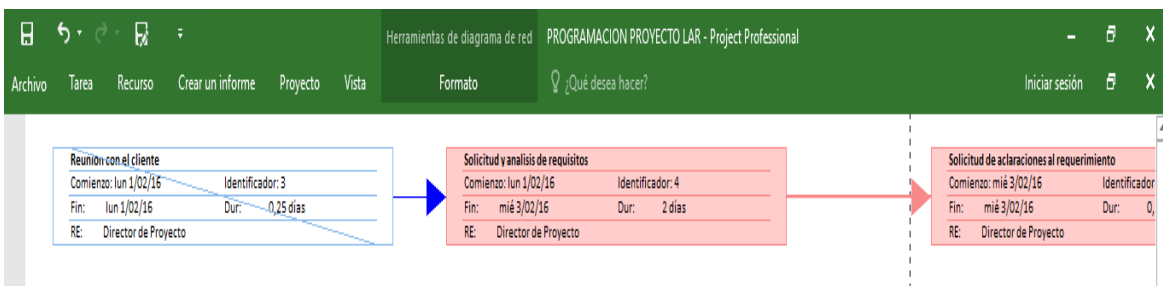 Herramientas de diagrama de red PROGRAMACION PROYECTO LAR - Project Professional
Archivo Tarea Recurso Crear un informe Proyecto Vista Formato ¿Qué desea hacer? Iniciar sesión
Reunion con el cliente
Comienzo: lun 1/02/16 Identificador: 3
Fin: lun 1/02/16 Dur: 0,25 días
RE: Director de Proyecto
Solicitud y analisis de requisitos
Comienzo: lun 1/02/16 Identificador: 4
Fin: mié 3/02/16 Dur: 2 días
RE: Director de Proyecto
Solicitud de aclaraciones al requerimiento
Comienzo: mié 3/02/16 Identificador
Fin: mié 3/02/16 Dur: 0,
RE: Director de Proyecto